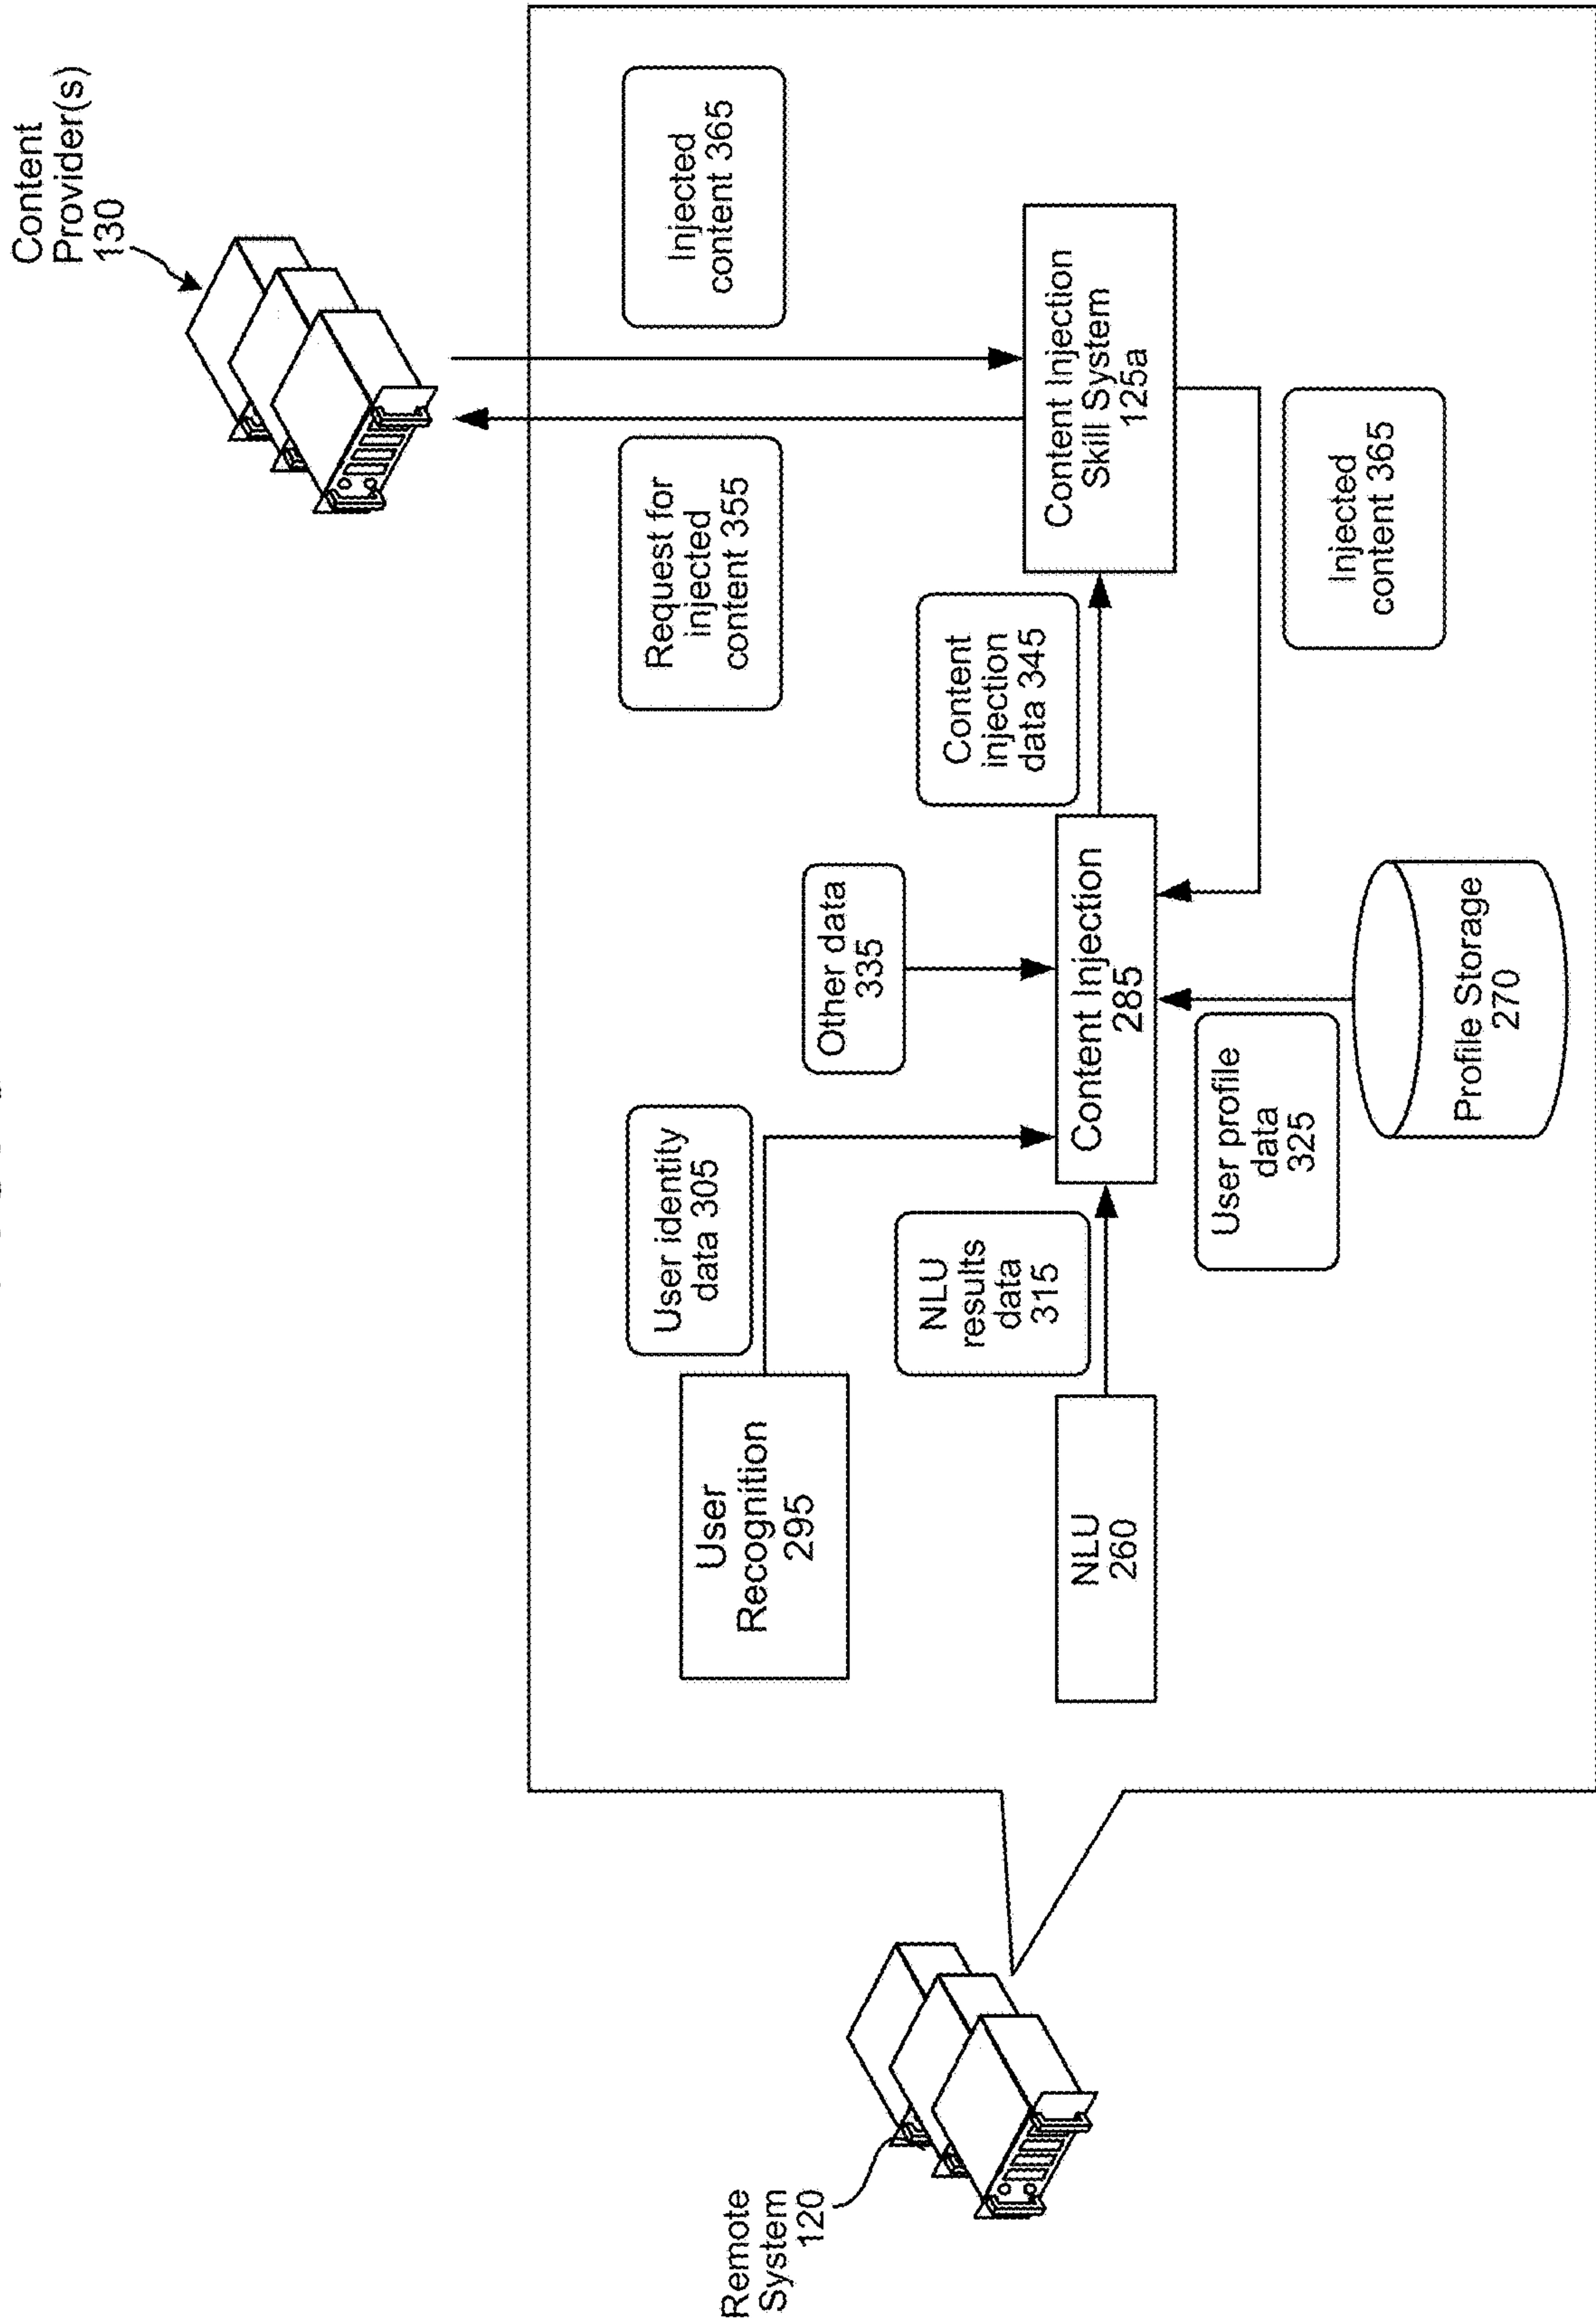 Content
Provider(s)
130
Remote
System
120
User
Recognition
295
User identity
data 305
Other data
335
Request for
injected
content 355
Injected
content 365
NLU
260
NLU
results
data
315
Content Injection
285
Content
injection
data 345
Content Injection
Skill System
125a
User profile
data
325
Profile Storage
270
Injected
content 365